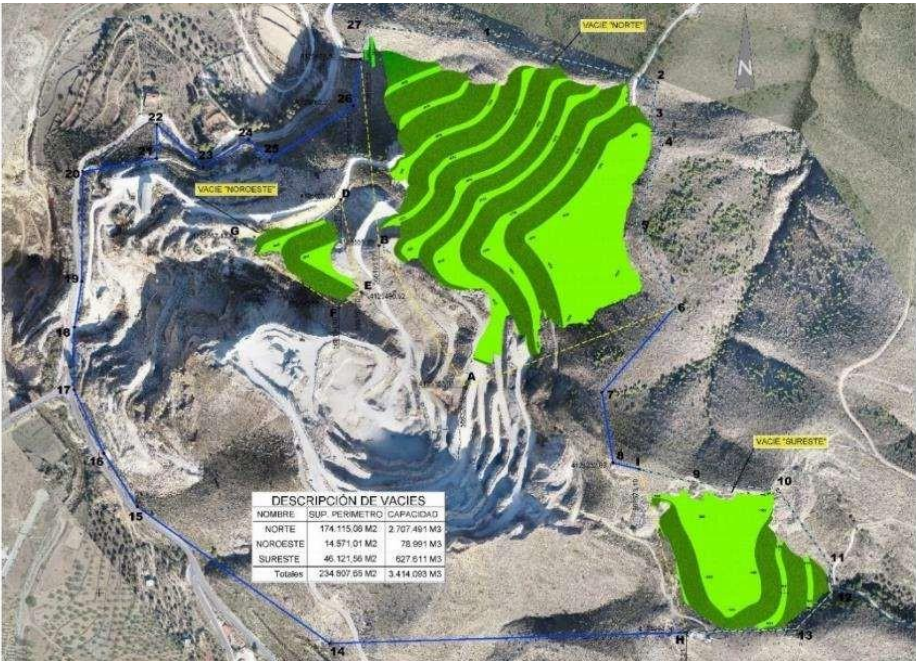 27
1
VACIE "NORTE"
N
2
26
3
22
24
4
21
23
25
20
VACIE "NOROESTE"
D
5
G
B
19
E
F
6
18
A
17
7
VACIE "SURESTE"
16
8
I
9
10
DESCRIPCIÓN DE VACIES
NOMBRE SUP. PERIMETRO CAPACIDAD
NORTE 174.115,08 M2 2.707.491 M3
NOROESTE 14.571,01 M2 78.991 M3
SURESTE 46.121,56 M2 627.611 M3
Totales 234.807,65 M2 3.414.093 M3
15
11
12
H
13
14